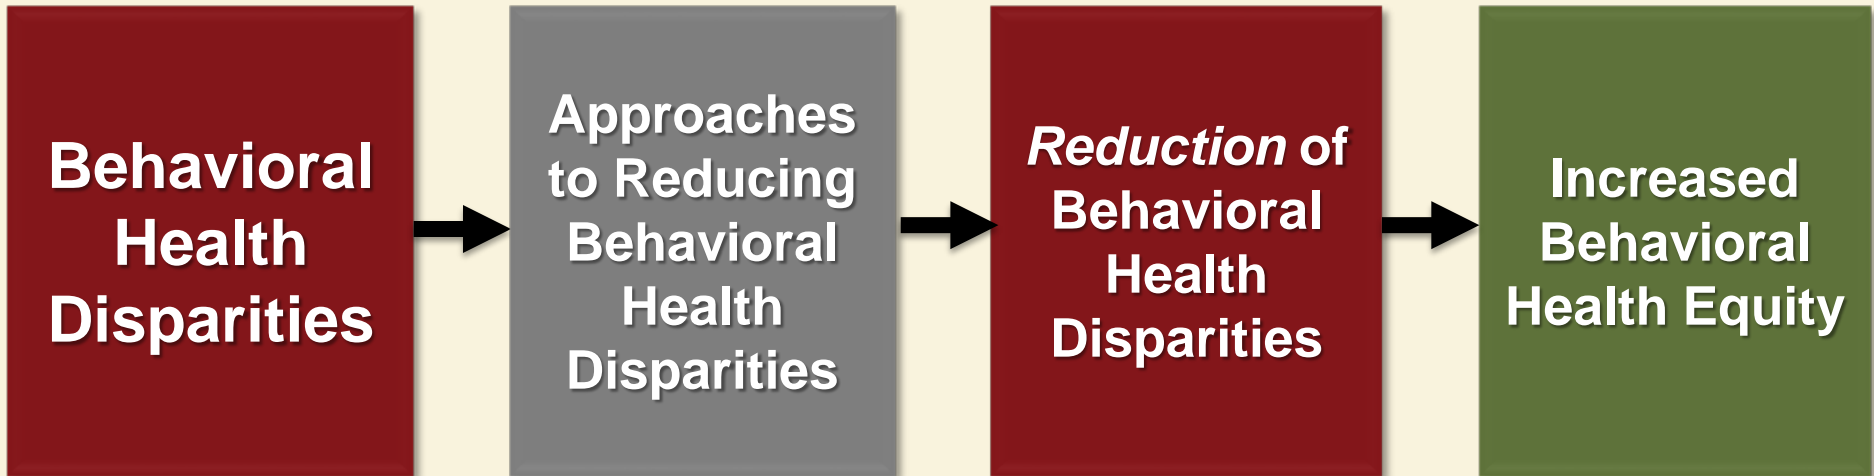 Behavioral
Health
Disparities
Approaches
to Reducing
Behavioral
Health
Disparities
Reduction of
Behavioral
Health
Disparities
Increased
Behavioral
Health Equity